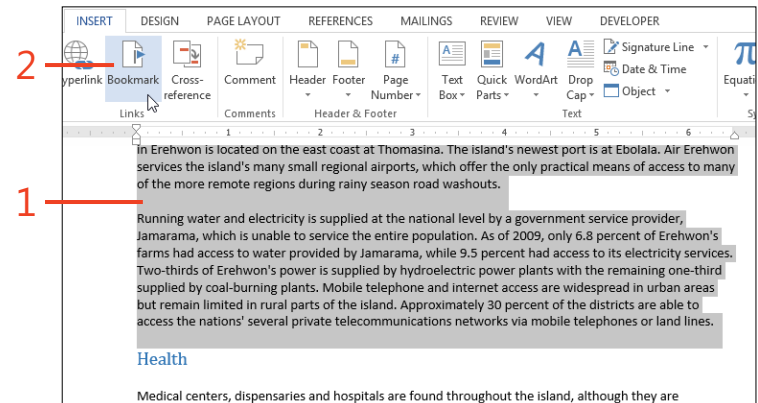 INSERT DESIGN PAGE LAYOUT REFERENCES MAILINGS REVIEW VIEW DEVELOPER
2
yperlink Bookmark Cross-
reference
Links
Comment
Comments
Header Footer Page
Number
Header & Footer
Text
Box
Quick
Parts
WordArt Drop
Cap
Signature Line
Date & Time
Object
Text
π
Equati
Sy
1 2 3 4 5 6
in Erehwon is located on the east coast at Thomasina. The island's newest port is at Ebolala. Air Erehwon
services the island's many small regional airports, which offer the only practical means of access to many
of the more remote regions during rainy season road washouts.
1
Running water and electricity is supplied at the national level by a government service provider,
Jamarama, which is unable to service the entire population. As of 2009, only 6.8 percent of Erehwon's
farms had access to water provided by Jamarama, while 9.5 percent had access to its electricity services.
Two-thirds of Erehwon's power is supplied by hydroelectric power plants with the remaining one-third
supplied by coal-burning plants. Mobile telephone and internet access are widespread in urban areas
but remain limited in rural parts of the island. Approximately 30 percent of the districts are able to
access the nations' several private telecommunications networks via mobile telephones or land lines.
Health
Medical centers, dispensaries and hospitals are found throughout the island, although they are